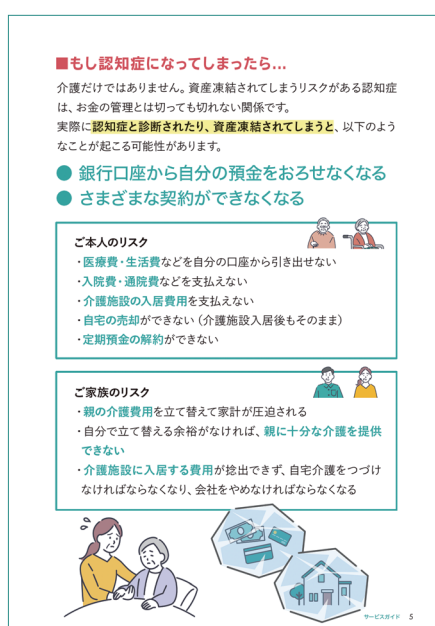 ■もし認知症になってしまったら…
介護だけではありません。資産凍結されてしまうリスクがある認知症
は、お金の管理とは切っても切れない関係です。
実際に認知症と診断されたり、資産凍結されてしまうと、以下のよう
なことが起こる可能性があります。
● 銀行口座から自分の預金をおろせなくなる
● さまざまな契約ができなくなる
ご本人のリスク
・医療費・生活費などを自分の口座から引き出せない
・入院費・通院費などを支払えない
・介護施設の入居費用を支払えない
・自宅の売却ができない（介護施設入居後もそのまま）
・定期預金の解約ができない
ご家族のリスク
・親の介護費用を立て替えて家計が圧迫される
・自分で立て替える余裕がなければ、親に十分な介護を提供
できない
・介護施設に入居する費用が捻出できず、自宅介護をつづけ
なければならなくなり、会社をやめなければならなくなる
サービスガイド 5